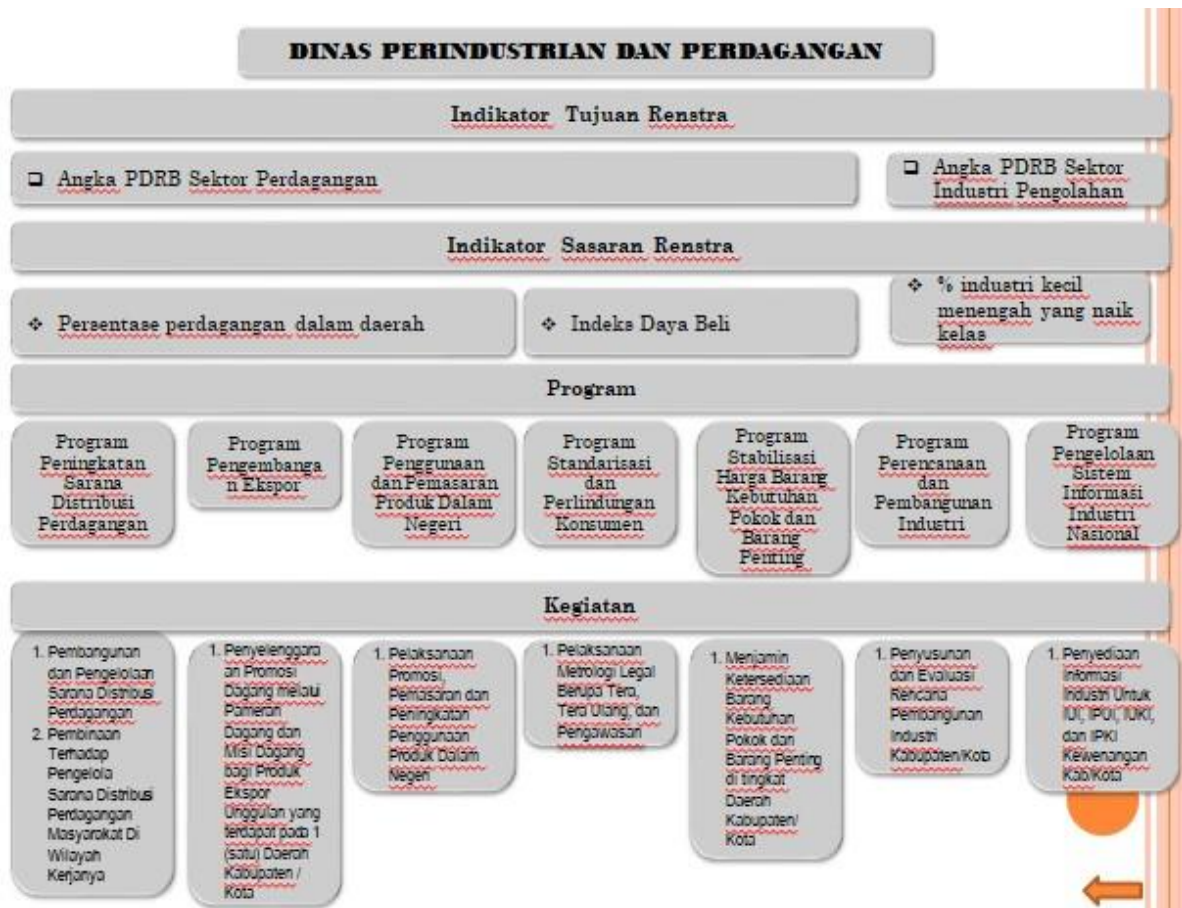 DINAS PERINDUSTRIAN DAN PERDAGANGAN
Indikator Tujuan Renstra
Angka PDRB Sektor Perdagangan
Angka PDRB Sektor
Industri Pengolahan
Indikator Sasaran Renstra
Persentase perdagangan dalam daerah
Indeks Daya Beli
% industri kecil
menengah yang naik
kelas
Program
Program
Peningkatan
Sarana
Distribusi
Perdagangan
Program
Pengembanga
n Ekspor
Program
Penggunaan
dan Pemasaran
Produk Dalam
Negeri
Program
Standarisasi
dan
Perlindungan
Konsumen
Program
Stabilisasi
Harga Barang
Kebutuhan
Pokok dan
Barang
Penting
Program
Perencanaan
dan
Pembangunan
Industri
Program
Pengelolaan
Sistem
Informasi
Industri
Nasional
Kegiatan
1. Pembangunan
dan Pengelolaan
Sarana Distribusi
Perdagangan
2. Pembinaan
Terhadap
Pengelola
Sarana Distribusi
Perdagangan
Masyarakat Di
Wilayah
Kerjanya
1. Penyelenggara
an Promosi
Dagang melalui
Pameran
Dagang dan
Misi Dagang
bagi Produk
Ekspor
Unggulan yang
terdapat pada 1
(satu) Daerah
Kabupaten /
Kota
1. Pelaksanaan
Promosi,
Pemasaran dan
Peningkatan
Penggunaan
Produk Dalam
Negeri
1. Pelaksanaan
Metrologi Legal
Berupa Tera,
Tera Ulang, dan
Pengawasan
1. Menjamin
Ketersediaan
Barang
Kebutuhan
Pokok dan
Barang Penting
di tingkat
Daerah
Kabupaten/
Kota
1. Penyusunan
dan Evaluasi
Rencana
Pembangunan
Industri
Kabupaten/Kota
1. Penyediaan
Informasi
Industri Untuk
IUI, IPUI, IUKI,
dan IPKI
Kewenangan
Kab/Kota